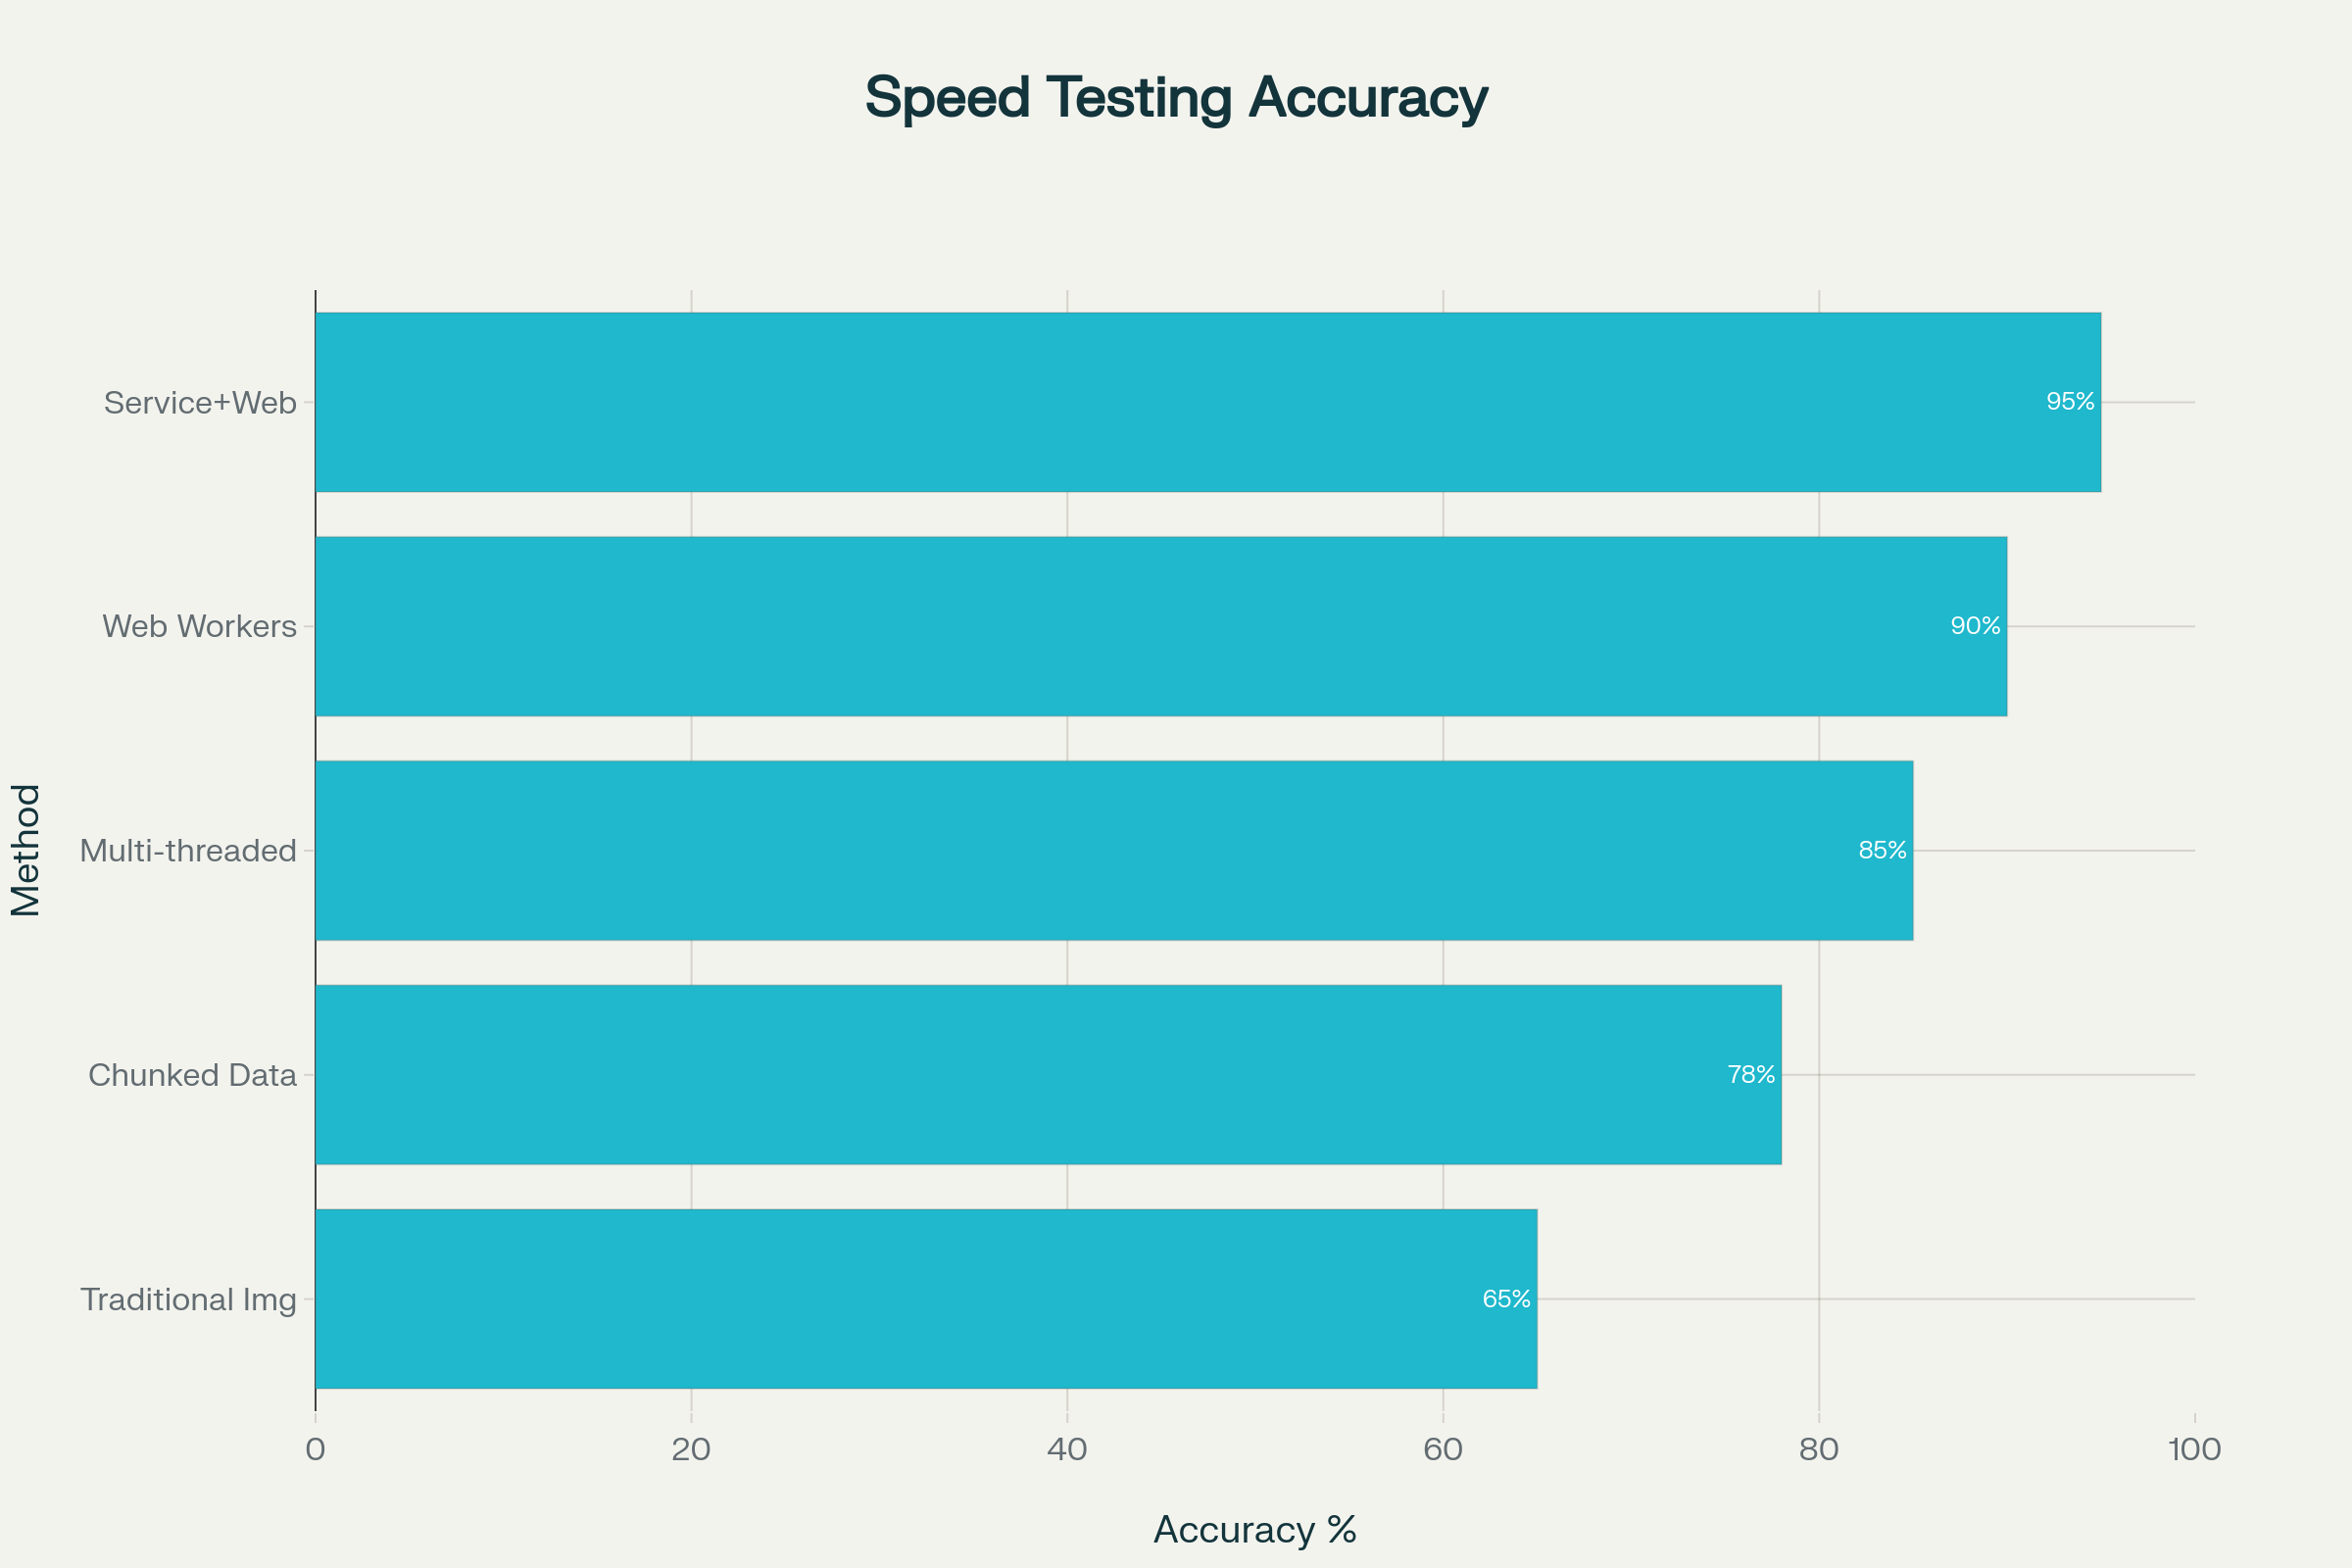 Speed Testing Accuracy
Service+Web
95%
Web Workers
90%
Method
Multi-threaded
85%
Chunked Data
78%
Traditional Img
65%
0 20 40 60 80 100
Accuracy %